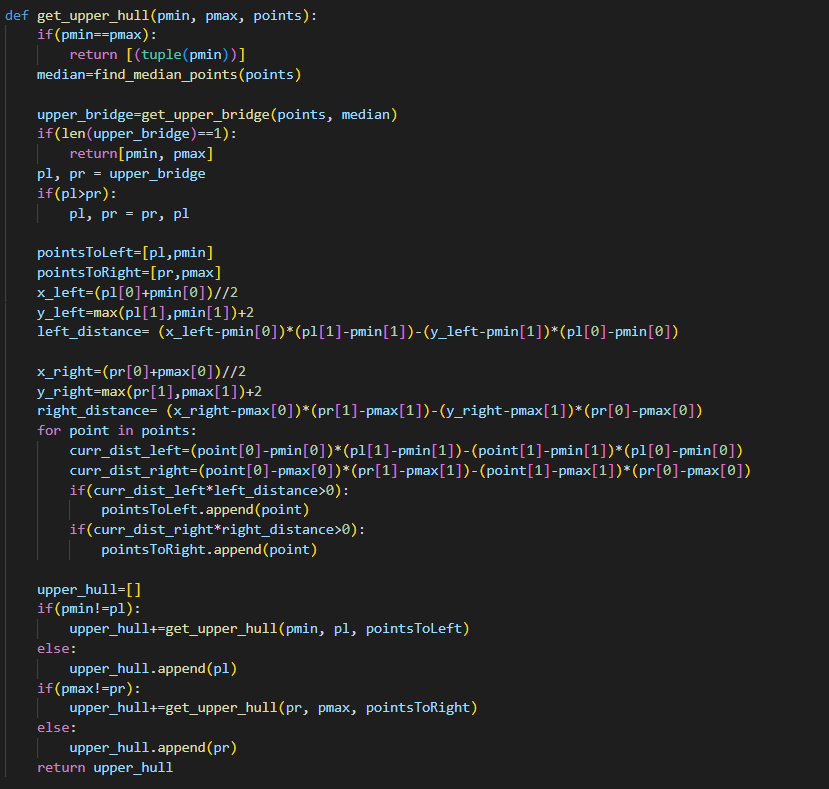 def get_upper_hull(pmin, pmax, points):
    if(pmin==pmax):
        return [(tuple(pmin))]
    median=find_median_points(points)

    upper_bridge=get_upper_bridge(points, median)
    if(len(upper_bridge)==1):
        return[pmin, pmax]
    pl, pr = upper_bridge
    if(pl>pr):
        pl, pr = pr, pl

    pointsToLeft=[pl,pmin]
    pointsToRight=[pr,pmax]
    x_left=(pl[0]+pmin[0])//2
    y_left=max(pl[1],pmin[1])+2
    left_distance= (x_left-pmin[0])*(pl[1]-pmin[1])-(y_left-pmin[1])*(pl[0]-pmin[0])

    x_right=(pr[0]+pmax[0])//2
    y_right=max(pr[1],pmax[1])+2
    right_distance= (x_right-pmax[0])*(pr[1]-pmax[1])-(y_right-pmax[1])*(pr[0]-pmax[0])
    for point in points:
        curr_dist_left=(point[0]-pmin[0])*(pl[1]-pmin[1])-(point[1]-pmin[1])*(pl[0]-pmin[0])
        curr_dist_right=(point[0]-pmax[0])*(pr[1]-pmax[1])-(point[1]-pmax[1])*(pr[0]-pmax[0])
        if(curr_dist_left*left_distance>0):
            pointsToLeft.append(point)
        if(curr_dist_right*right_distance>0):
            pointsToRight.append(point)

    upper_hull=[]
    if(pmin!=pl):
        upper_hull+=get_upper_hull(pmin, pl, pointsToLeft)
    else:
        upper_hull.append(pl)
    if(pmax!=pr):
        upper_hull+=get_upper_hull(pr, pmax, pointsToRight)
    else:
        upper_hull.append(pr)
    return upper_hull